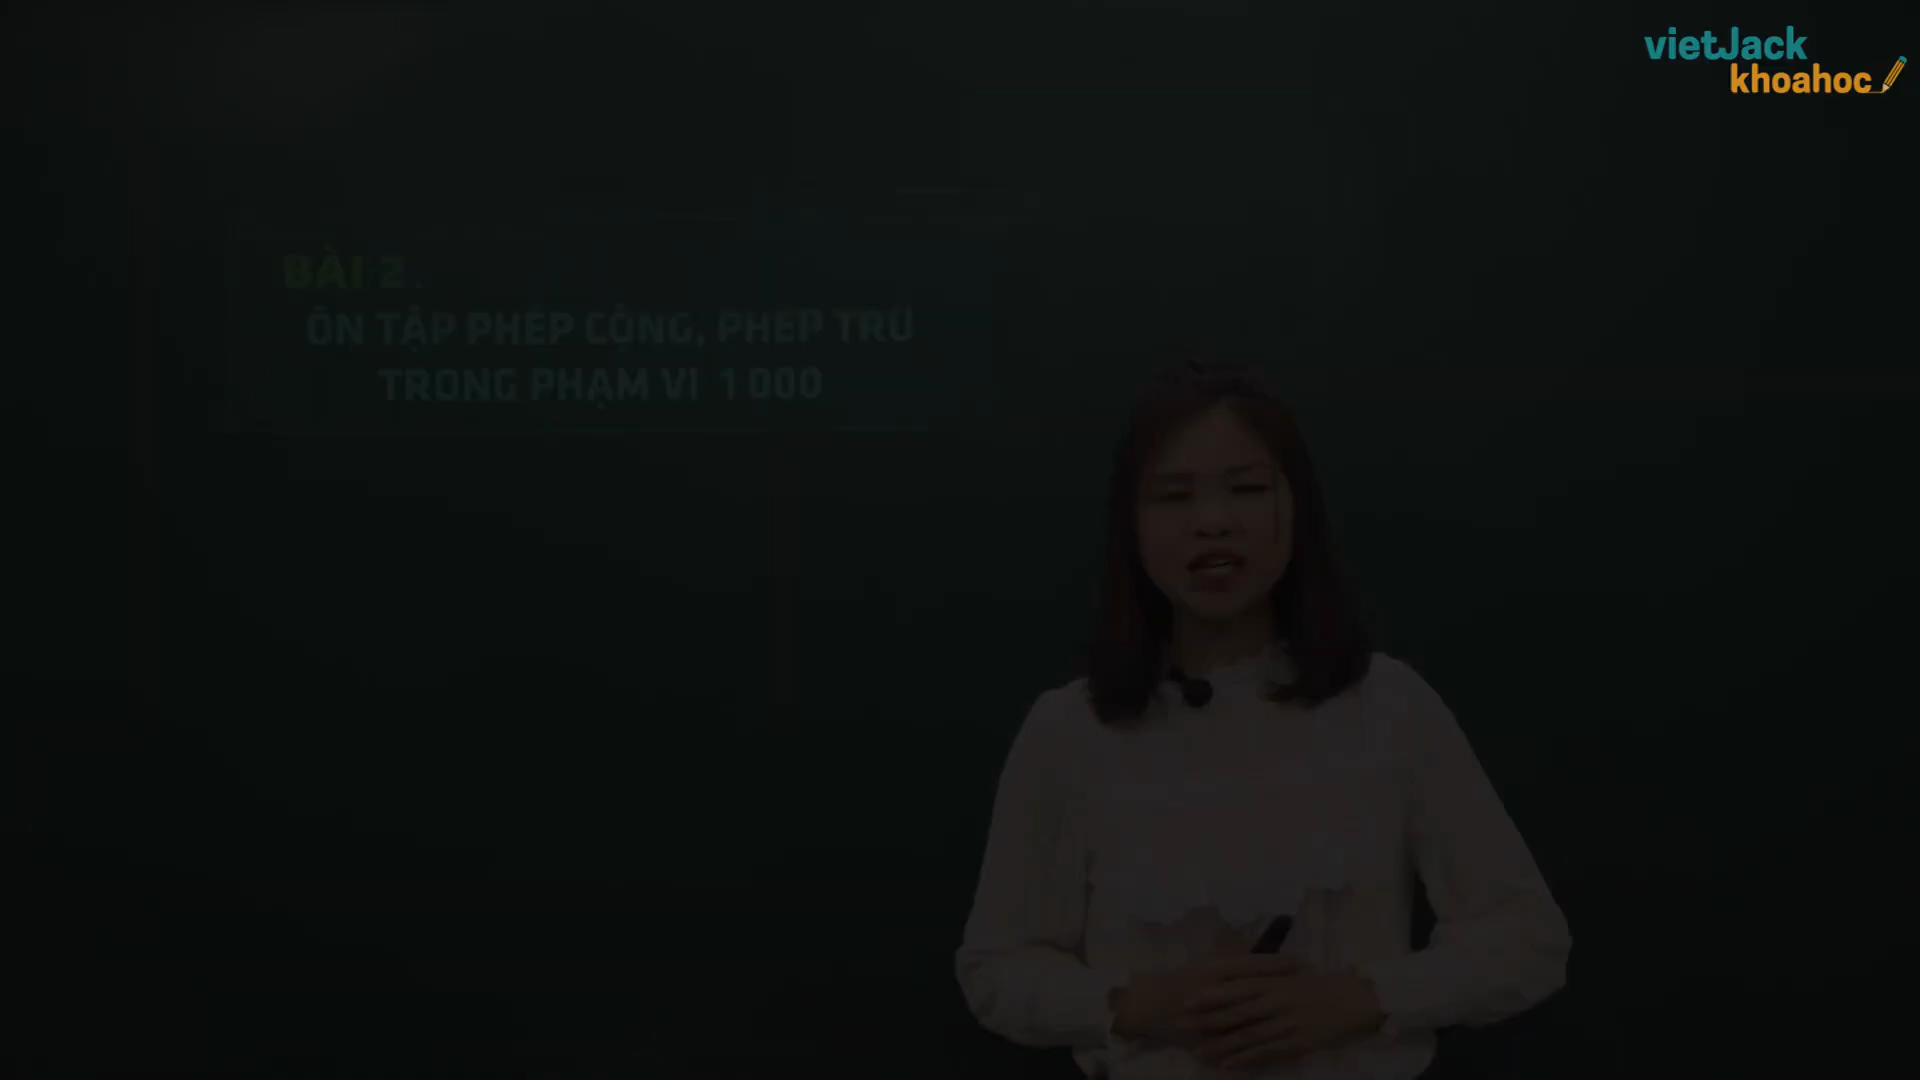 vietJack
khoahoc
BÀI 2.
ÔN TẬP PHÉP CỘNG, PHÉP TRỪ
TRONG PHẠM VI 1 000